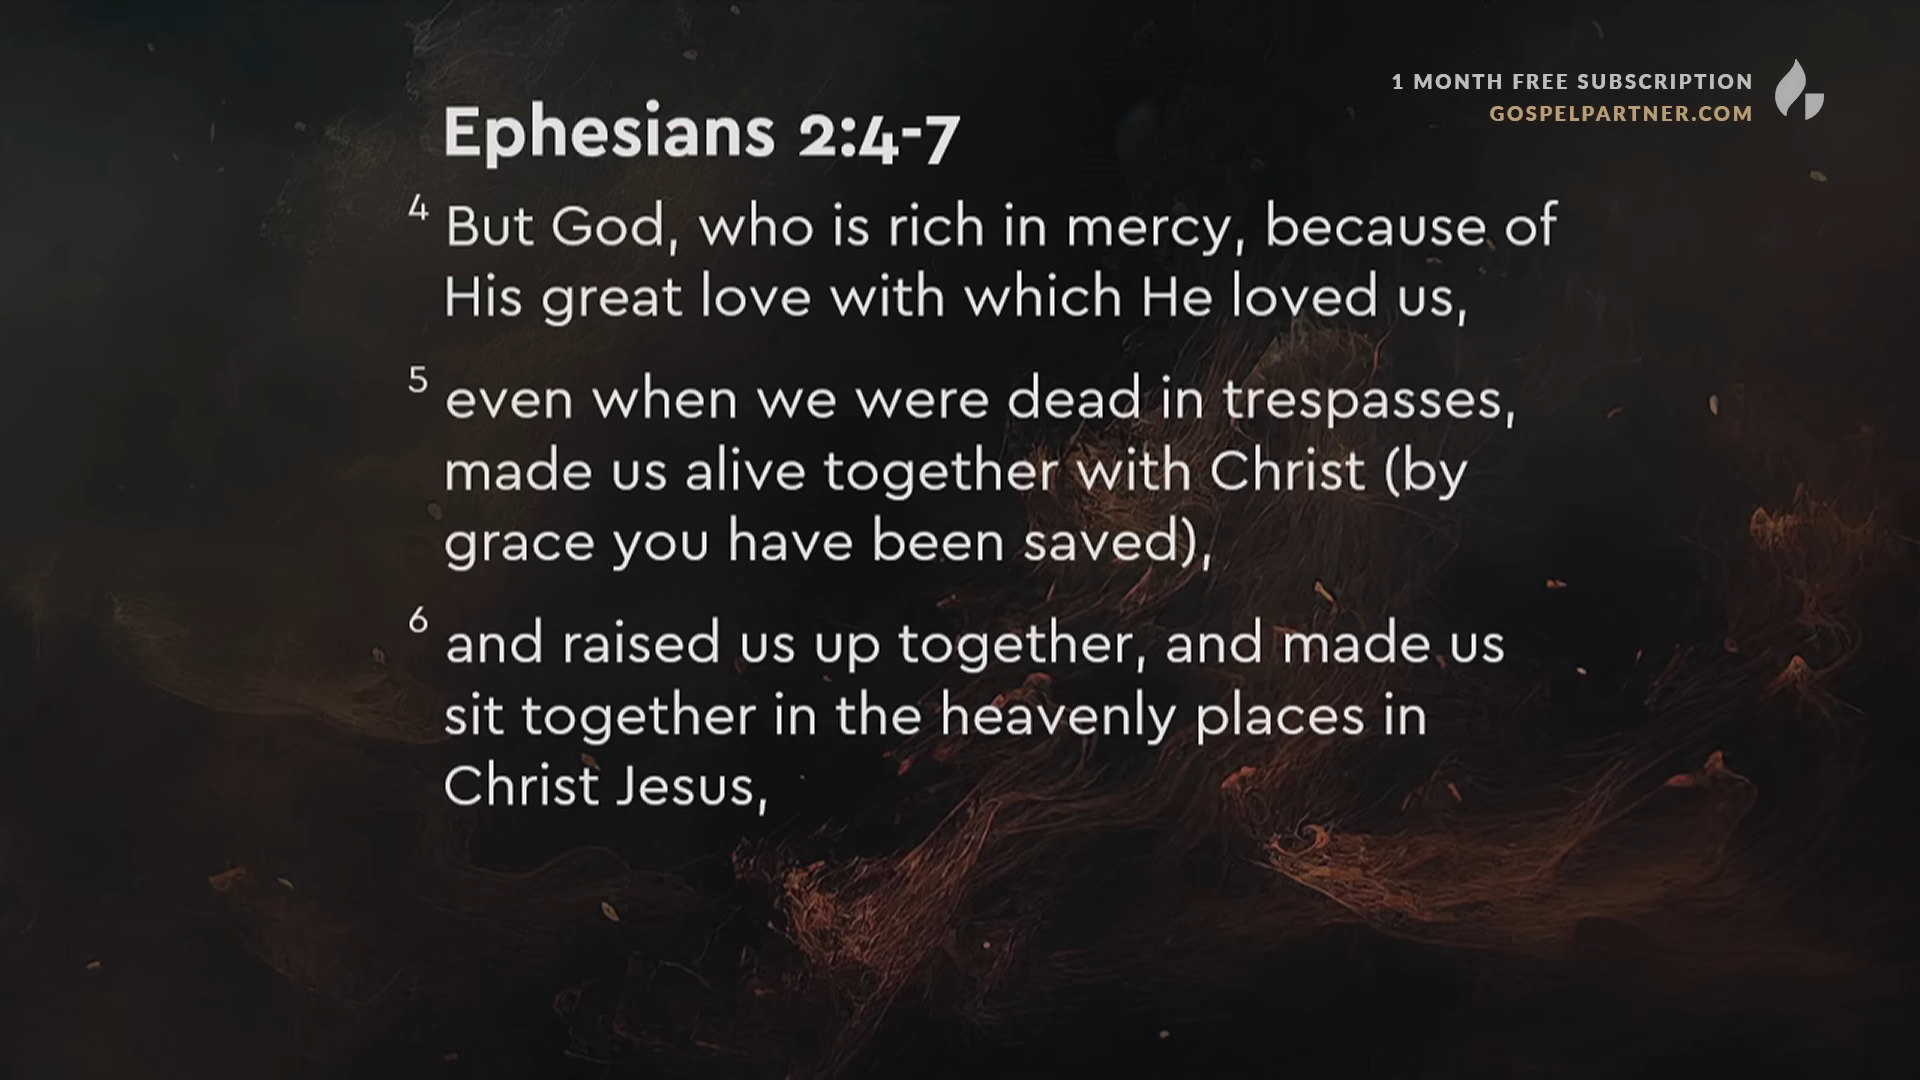 1 MONTH FREE SUBSCRIPTION
GOSPELPARTNER.COM
Ephesians 2:4-7
4 But God, who is rich in mercy, because of
His great love with which He loved us,
5 even when we were dead in trespasses,
made us alive together with Christ (by
grace you have been saved),
6 and raised us up together, and made us
sit together in the heavenly places in
Christ Jesus,